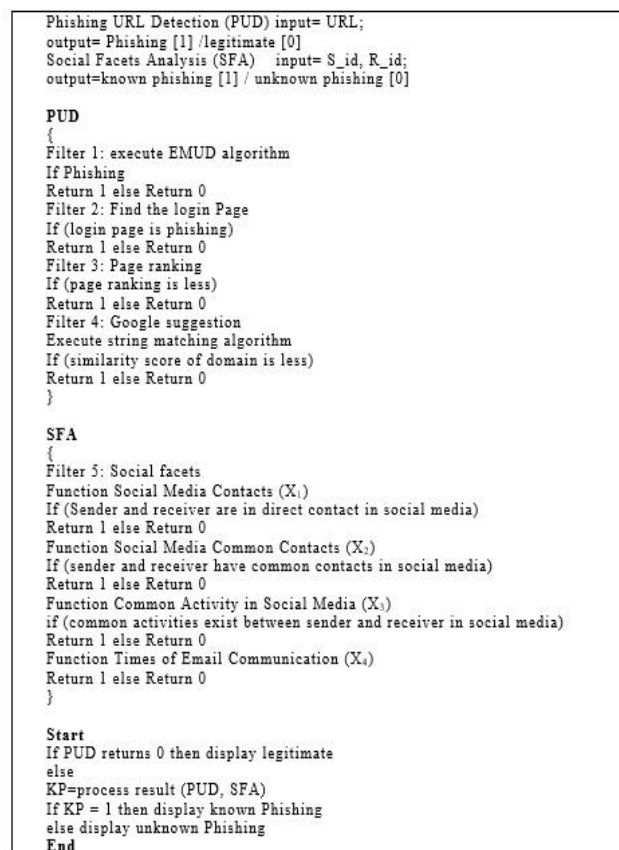 Phishing URL Detection (PUD) input= URL;
output= Phishing [1] /legitimate [0]
Social Facets Analysis (SFA) input= S_id, R_id;
output=known phishing [1] / unknown phishing [0]
PUD
{
Filter 1: execute EMUD algorithm
If Phishing
Return 1 else Return 0
Filter 2: Find the login Page
If (login page is phishing)
Return 1 else Return 0
Filter 3: Page ranking
If (page ranking is less)
Return 1 else Return 0
Filter 4: Google suggestion
Execute string matching algorithm
If (similarity score of domain is less)
Return 1 else Return 0
}
SFA
{
Filter 5: Social facets
Function Social Media Contacts (X₁)
If (Sender and receiver are in direct contact in social media)
Return 1 else Return 0
Function Social Media Common Contacts (X₂)
If (sender and receiver have common contacts in social media)
Return 1 else Return 0
Function Common Activity in Social Media (X₃)
if (common activities exist between sender and receiver in social media)
Return 1 else Return 0
Function Times of Email Communication (X₄)
Return 1 else Return 0
}
Start
If PUD returns 0 then display legitimate
else
KP=process result (PUD, SFA)
If KP = 1 then display known Phishing
else display unknown Phishing
End